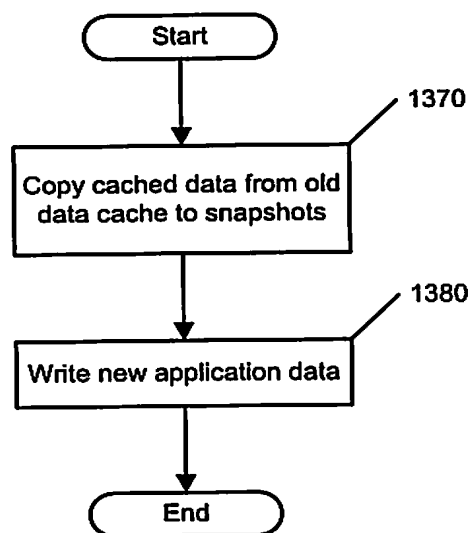 Start
1370
Copy cached data from old
data cache to snapshots
1380
Write new application data
End